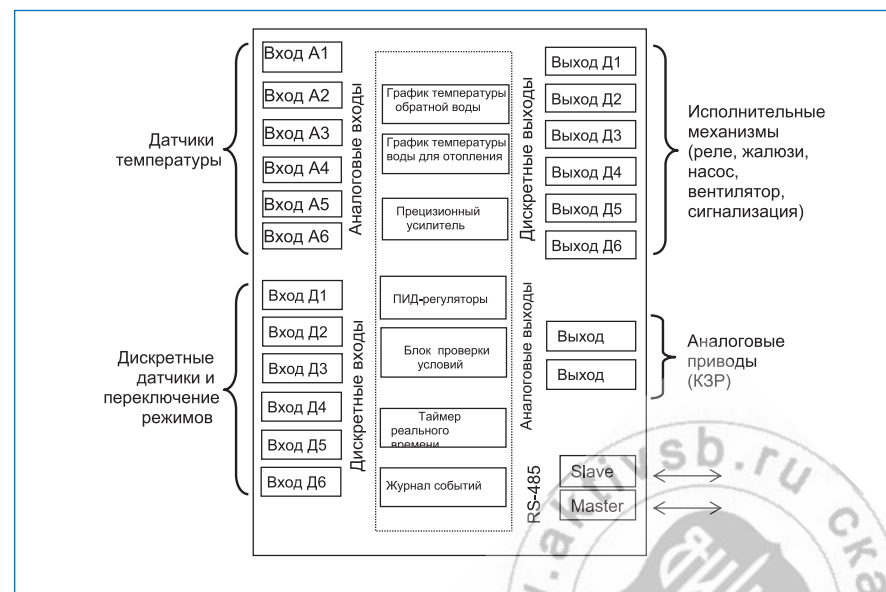 Датчики
температуры
Вход А1
Вход А2
Вход А3
Вход А4
Вход А5
Вход А6
Аналоговые входы
Дискретные
датчики и
переключение
режимов
Вход Д1
Вход Д2
Вход Д3
Вход Д4
Вход Д5
Вход Д6
Дискретные входы
График температуры
обратной воды
График температуры
воды для отопления
Прецизионный
усилитель
ПИД-регуляторы
Блок проверки
условий
Таймер
реального
времени
Журнал событий
Дискретные выходы
Выход Д1
Выход Д2
Выход Д3
Выход Д4
Выход Д5
Выход Д6
Исполнительные
механизмы
(реле, жалюзи,
насос,
вентилятор,
сигнализация)
Аналоговые выходы
Выход
Выход
Аналоговые
приводы
(КЗР)
RS-485
Slave
Master